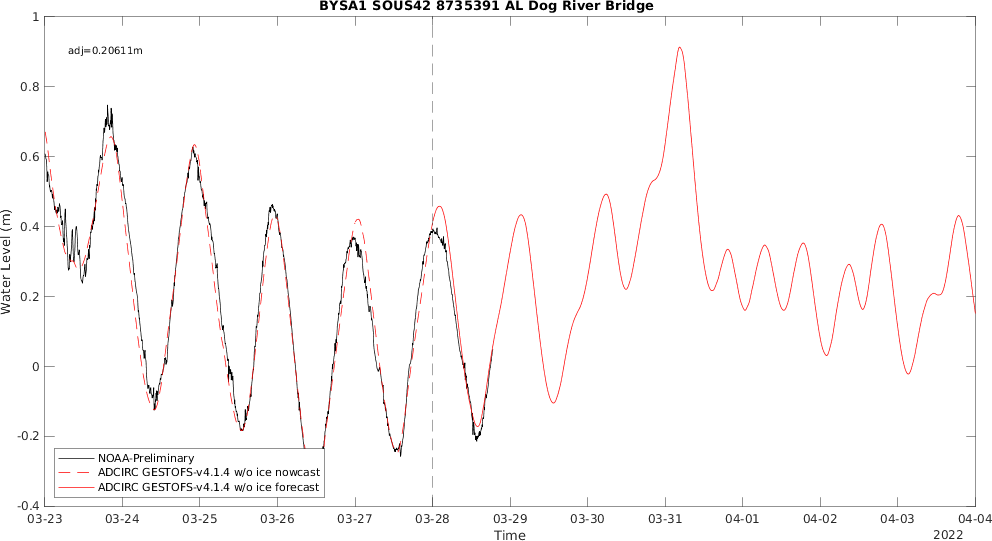 BYSA1 SOUS42 8735391 AL Dog River Bridge
adj=0.20611m
Water Level (m)
1
0.8
0.6
0.4
0.2
0
-0.2
-0.4
NOAA-Preliminary
ADCIRC GESTOFS-v4.1.4 w/o ice nowcast
ADCIRC GESTOFS-v4.1.4 w/o ice forecast
03-23 03-24 03-25 03-26 03-27 03-28 03-29 03-30 03-31 04-01 04-02 04-03 04-04
Time
2022